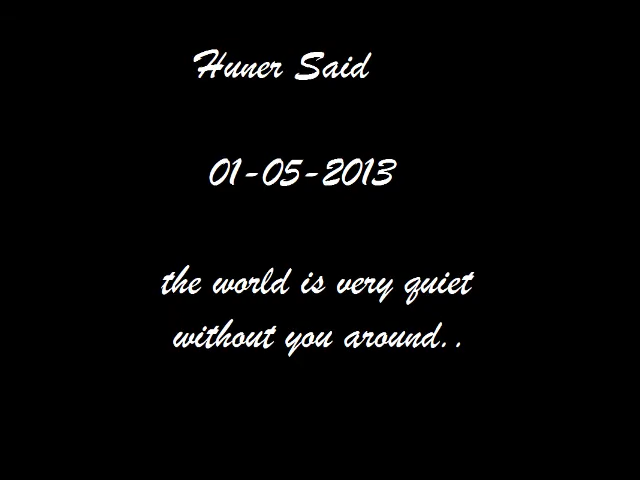 Huner Said
01-05-2013
the world is very quiet
without you around..